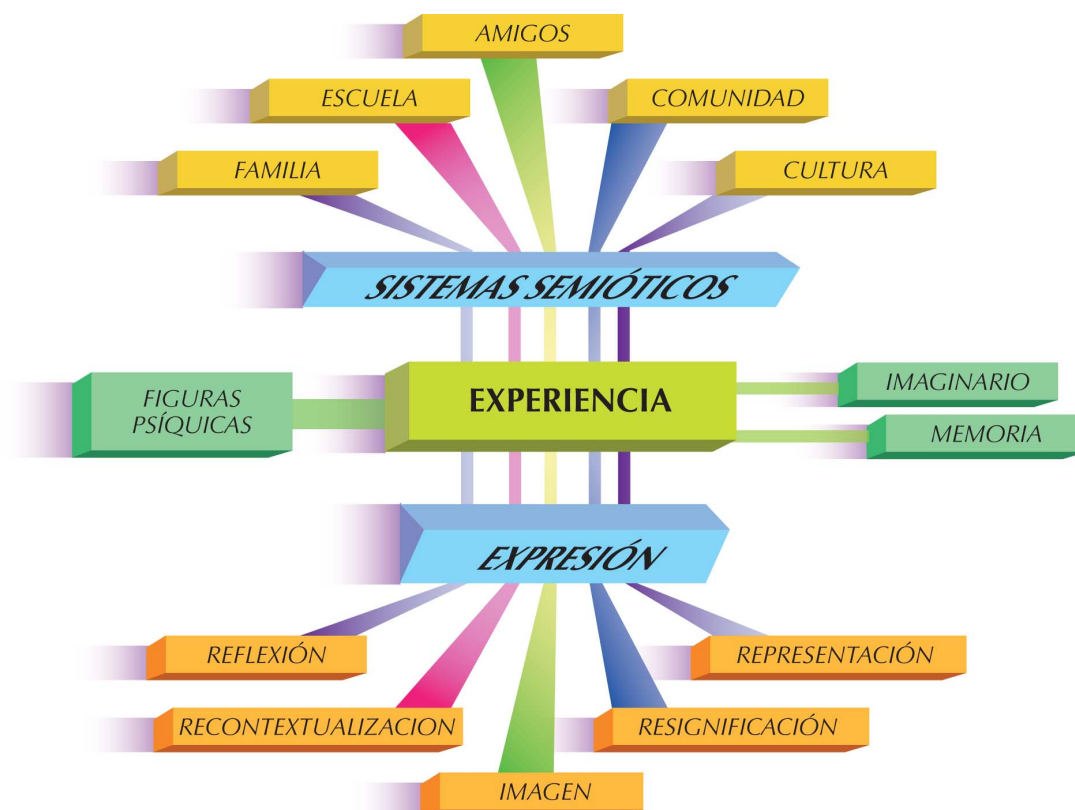 AMIGOS
ESCUELA
COMUNIDAD
FAMILIA
CULTURA
SISTEMAS SEMIÓTICOS
FIGURAS
PSÍQUICAS
EXPERIENCIA
IMAGINARIO
MEMORIA
EXPRESIÓN
REFLEXIÓN
REPRESENTACIÓN
RECONTEXTUALIZACION
RESIGNIFICACIÓN
IMAGEN